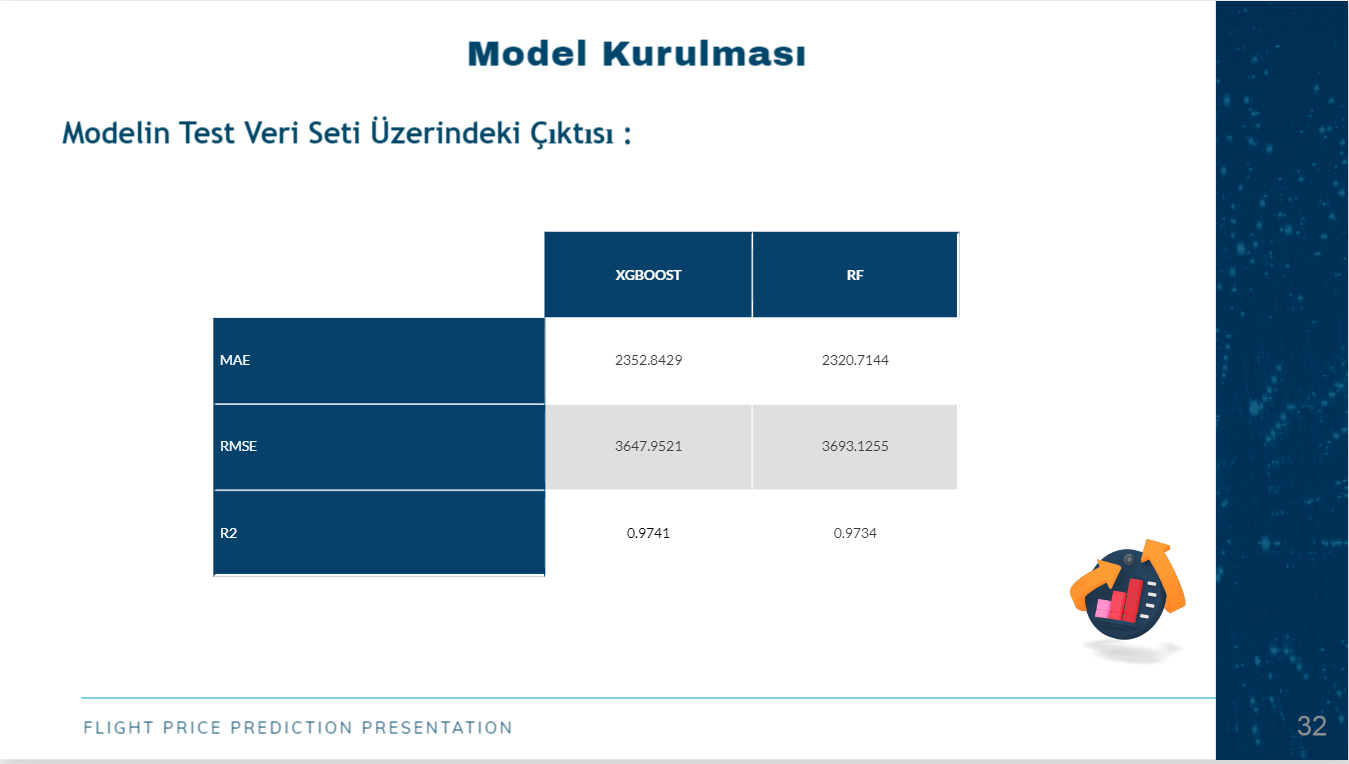 Model Kurulması
Modelin Test Veri Seti Üzerindeki Çıktısı :
XGBOOST RF
MAE 2352.8429 2320.7144
RMSE 3647.9521 3693.1255
R2 0.9741 0.9734
FLIGHT PRICE PREDICTION PRESENTATION
32